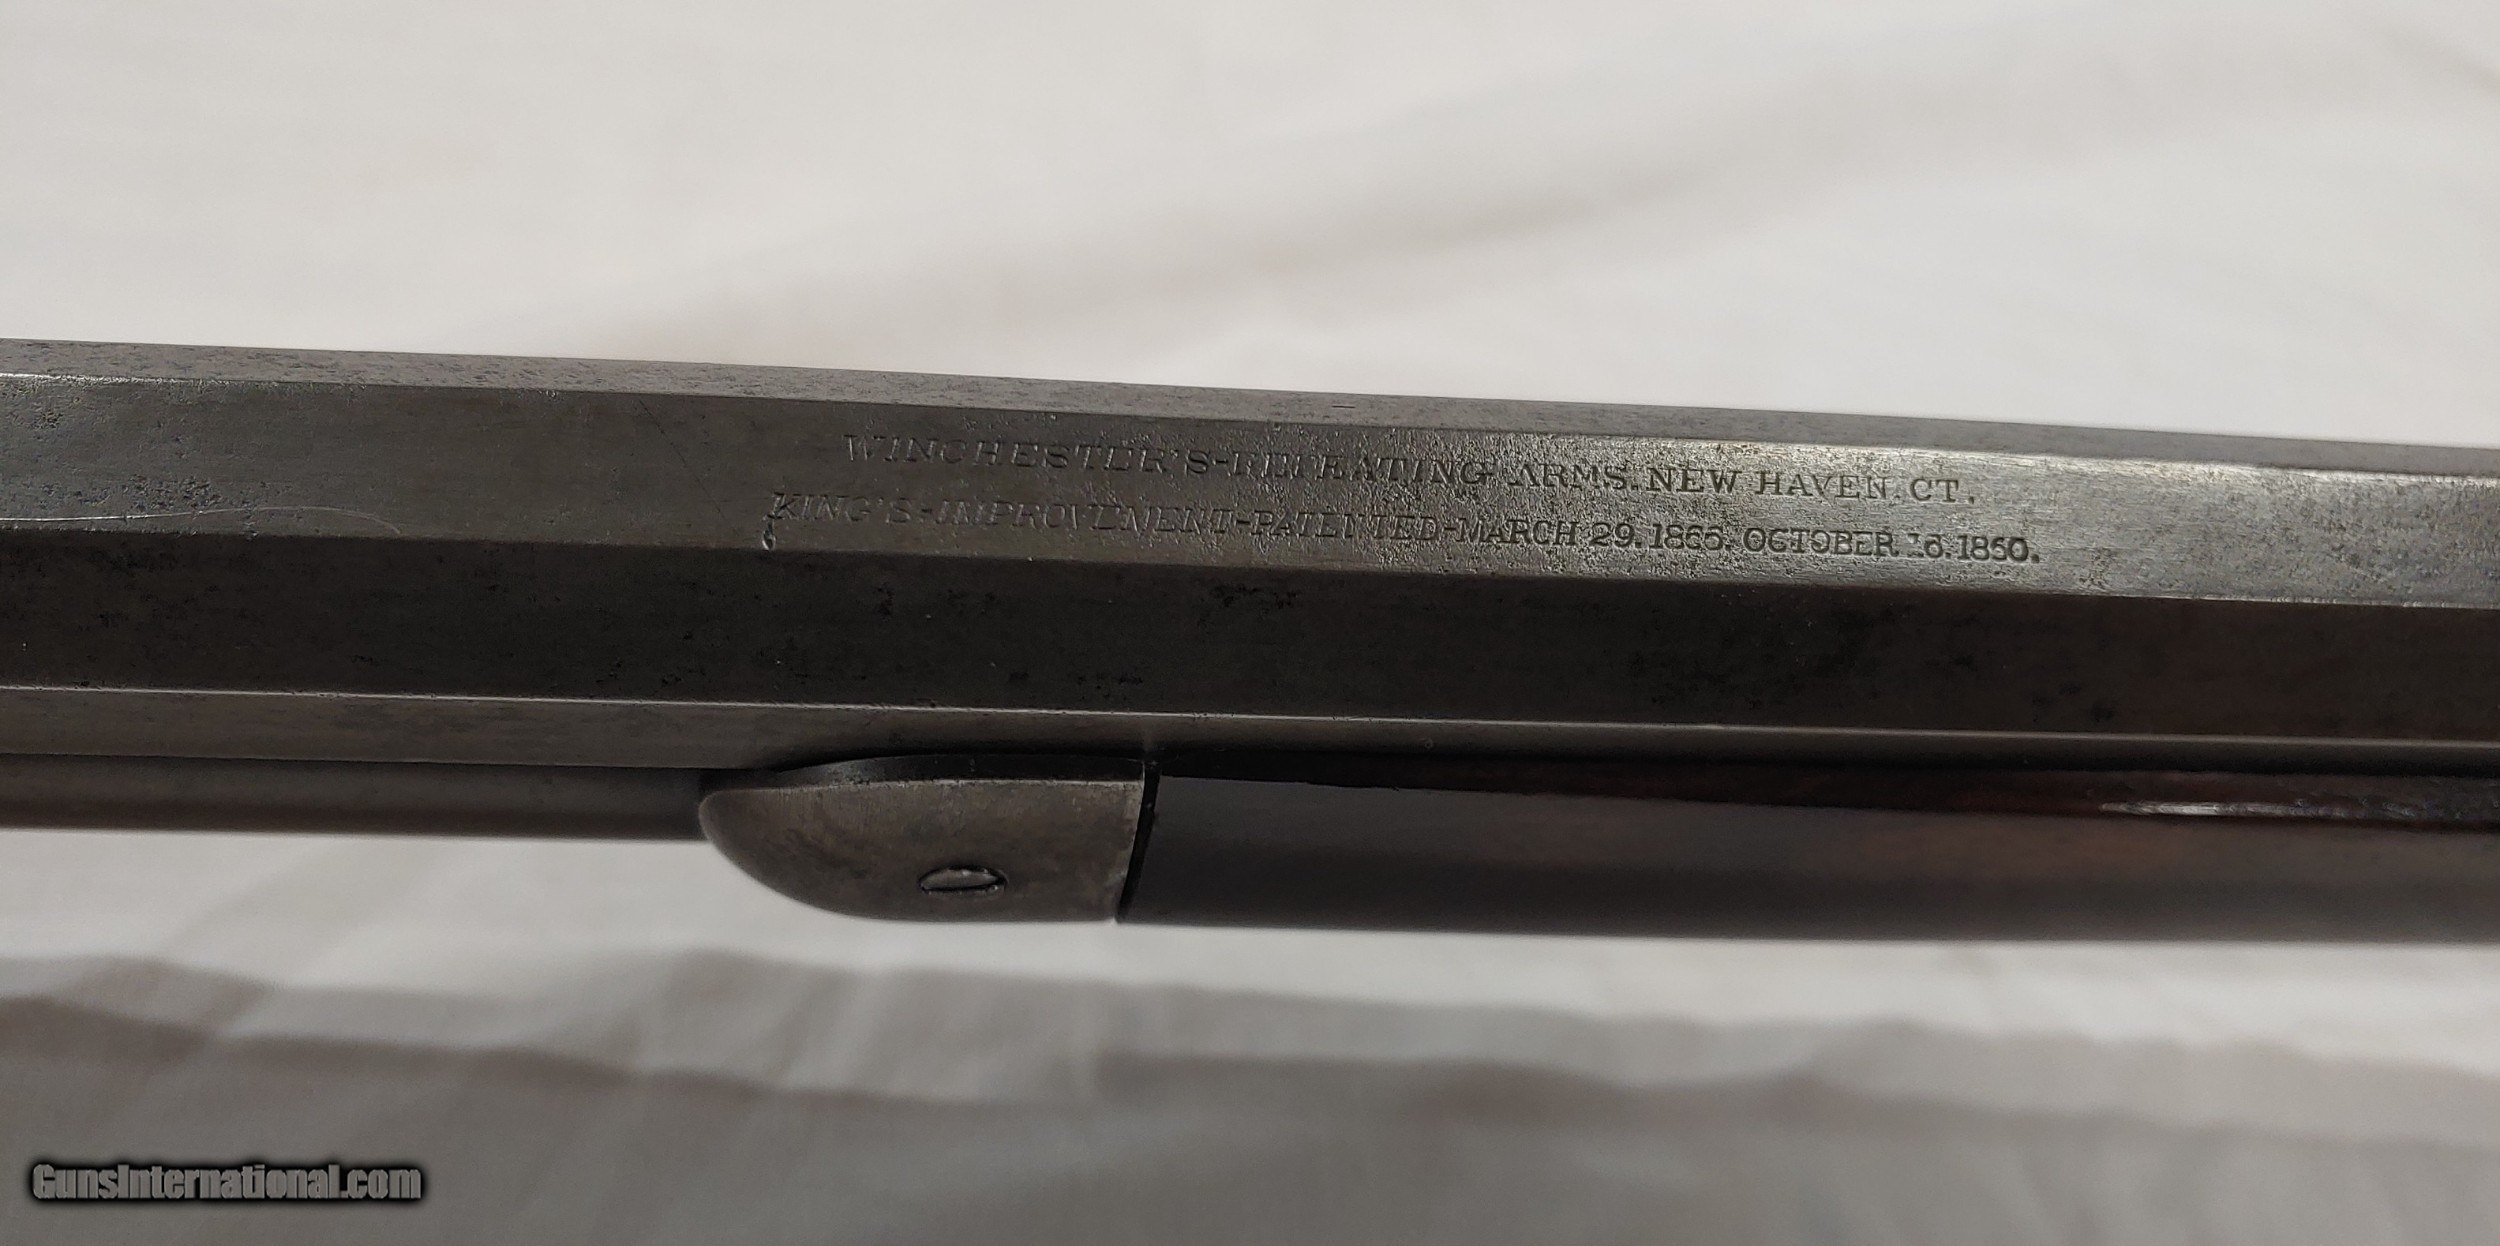 WINCHESTER'S-REPEATING ARMS. NEW HAVEN. CT.
KING'S-IMPROVEMENT-PATENTED-MARCH 29. 1866. OCTOBER 16. 1860.
GunsInternational.com